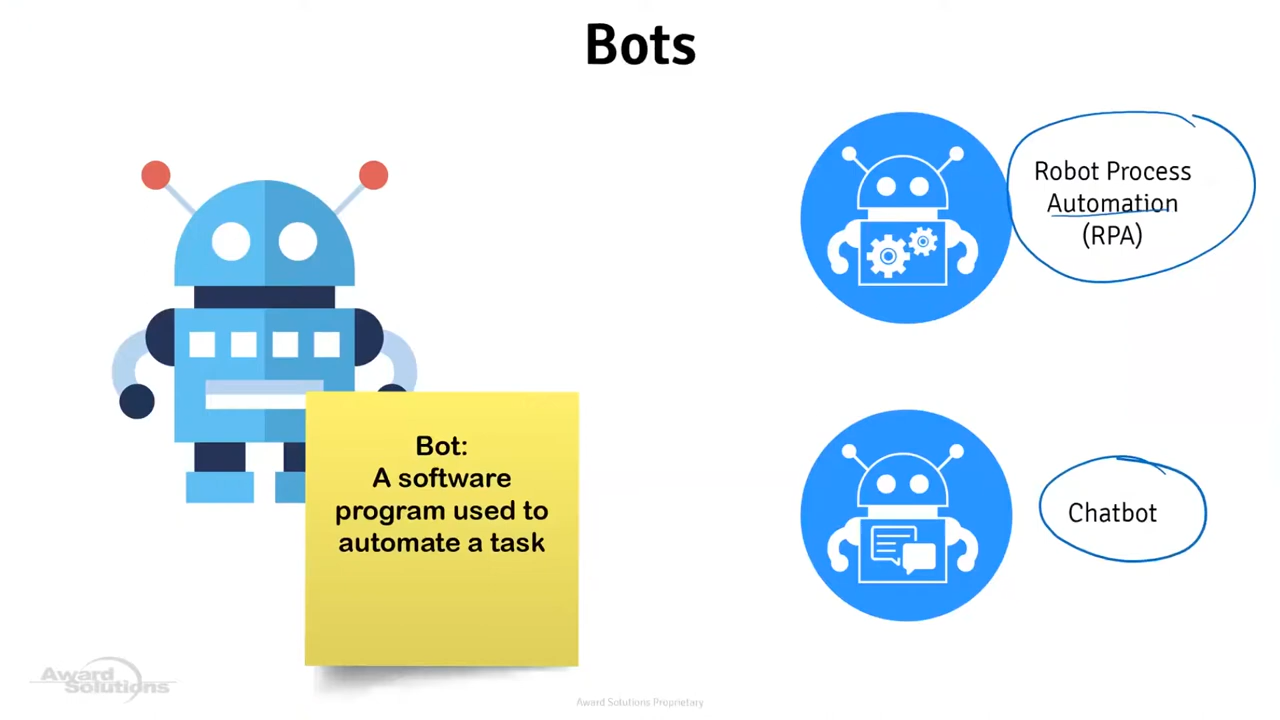 Bots
Robot Process
Automation
(RPA)
Bot:
A software
program used to
automate a task
Chatbot
Award
Solutions
Award Solutions Proprietary